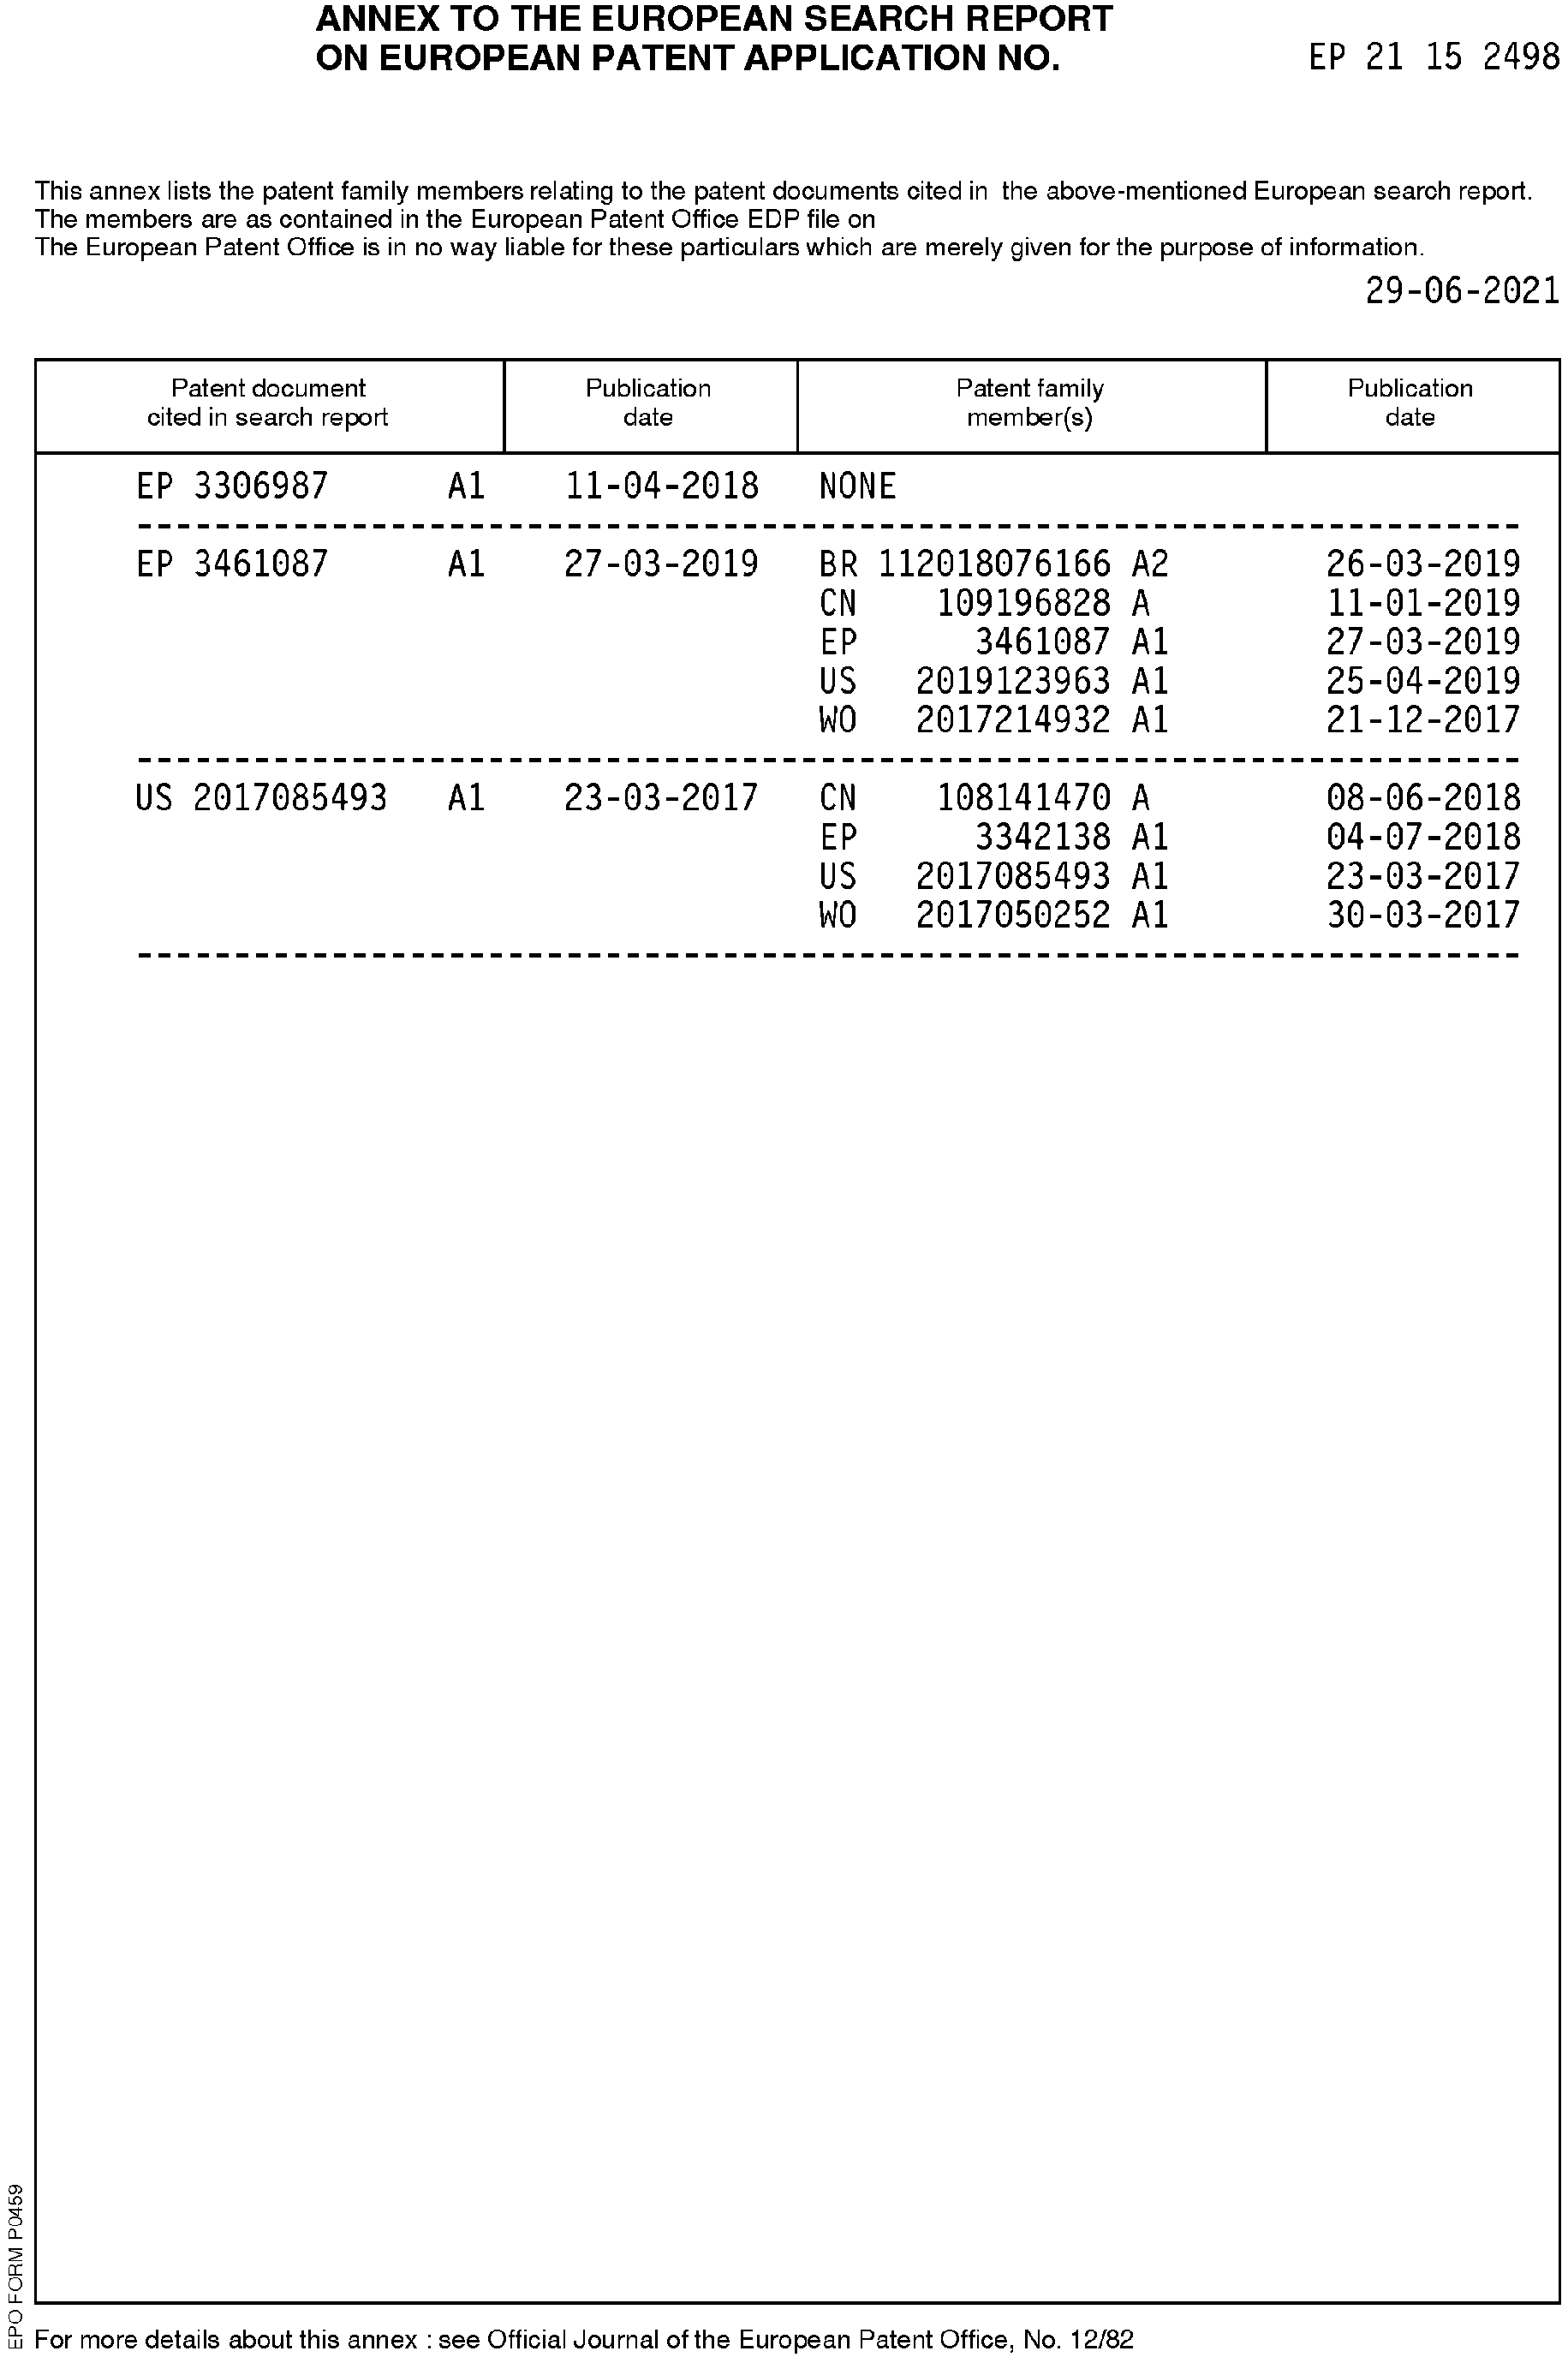 ANNEX TO THE EUROPEAN SEARCH REPORT
ON EUROPEAN PATENT APPLICATION NO. EP 21 15 2498
This annex lists the patent family members relating to the patent documents cited in the above-mentioned European search report.
The members are as contained in the European Patent Office EDP file on
The European Patent Office is in no way liable for these particulars which are merely given for the purpose of information.
29-06-2021
Patent document cited in search report
Publication date
Patent family member(s)
Publication date
EP 3306987 A1 11-04-2018 NONE
EP 3461087 A1 27-03-2019 BR 112018076166 A2 26-03-2019
CN 109196828 A 11-01-2019
EP 3461087 A1 27-03-2019
US 2019123963 A1 25-04-2019
WO 2017214932 A1 21-12-2017
US 2017085493 A1 23-03-2017 CN 108141470 A 08-06-2018
EP 3342138 A1 04-07-2018
US 2017085493 A1 23-03-2017
WO 2017050252 A1 30-03-2017
EPO FORM P0459
For more details about this annex : see Official Journal of the European Patent Office, No. 12/82